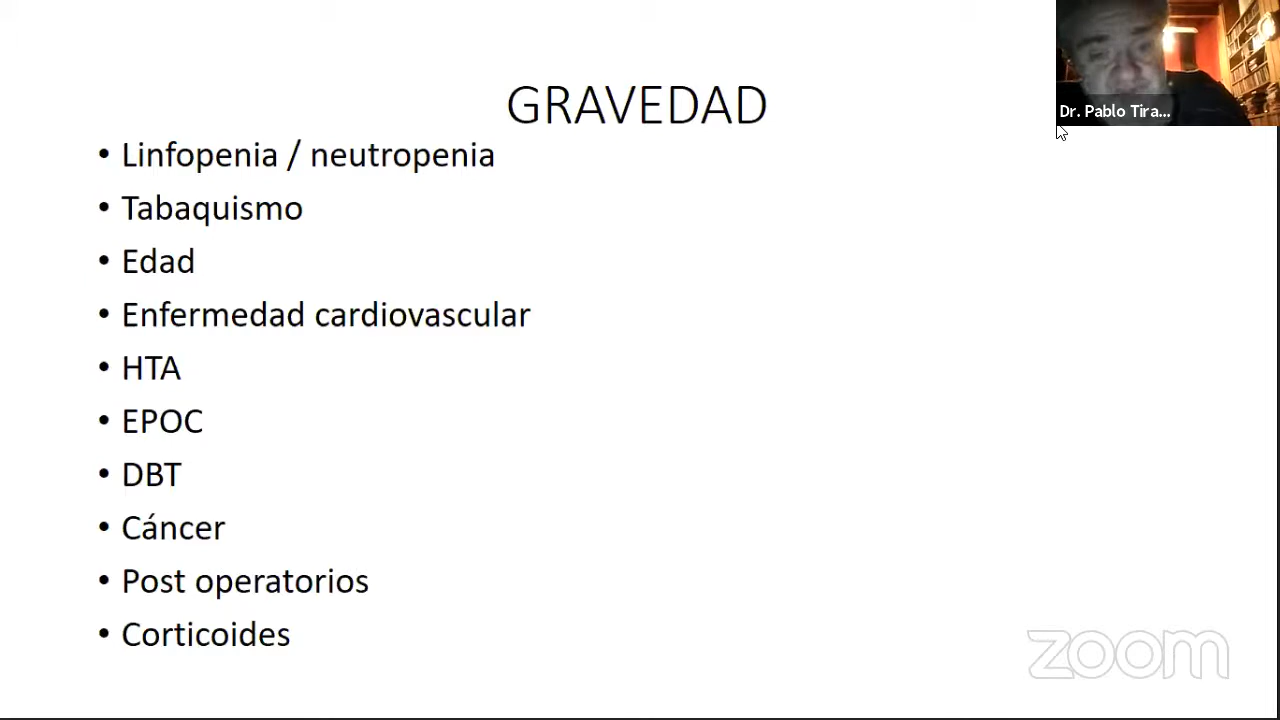 GRAVEDAD
• Linfopenia / neutropenia
• Tabaquismo
• Edad
• Enfermedad cardiovascular
• HTA
• EPOC
• DBT
• Cáncer
• Post operatorios
• Corticoides
Dr. Pablo Tira...
zoom